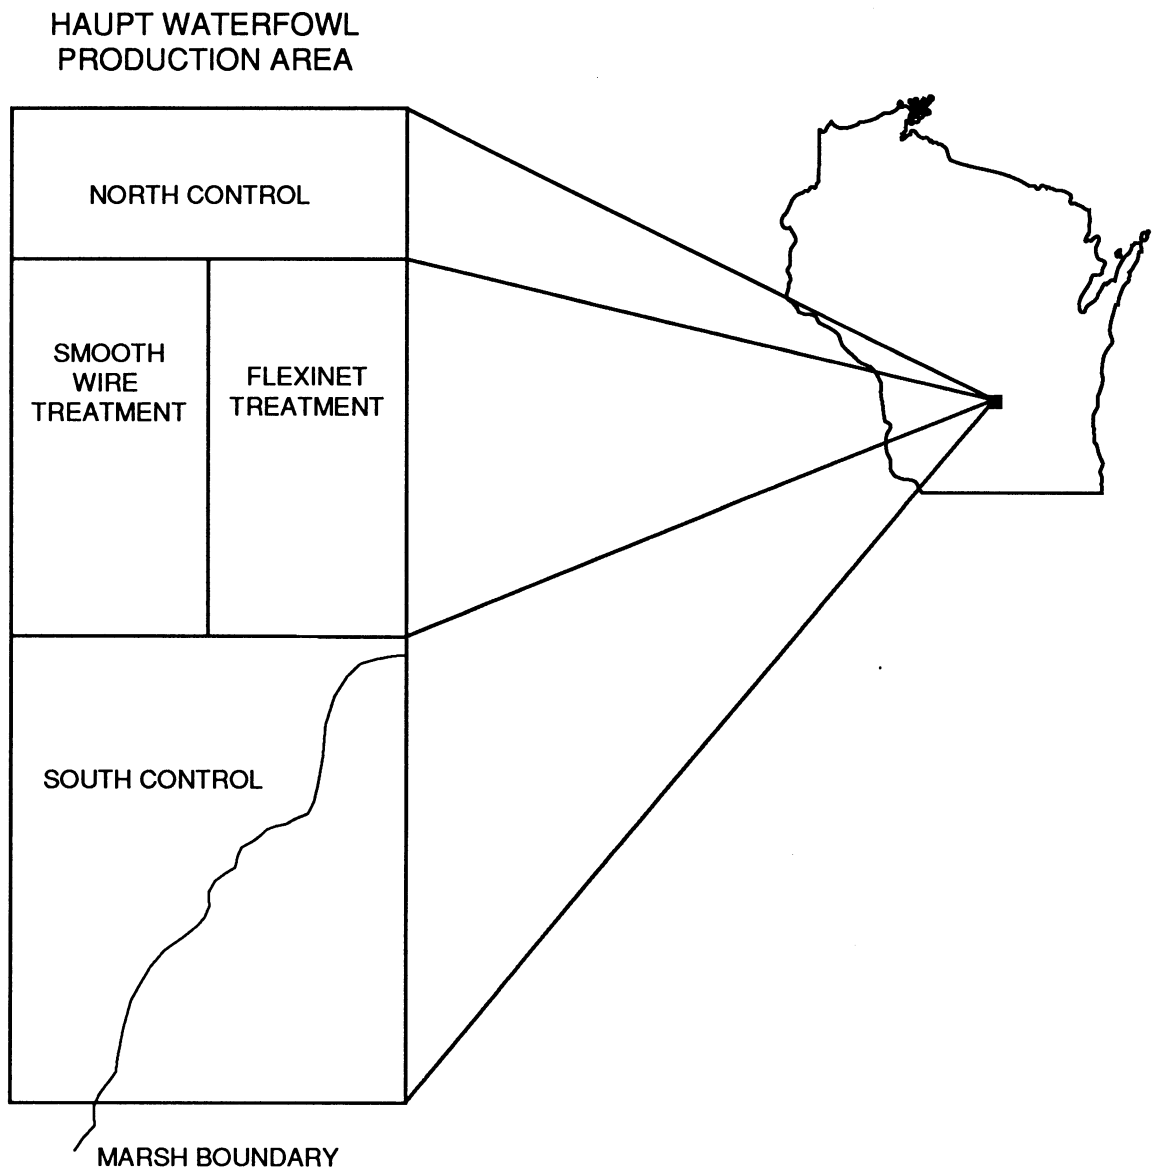 HAUPT WATERFOWL
PRODUCTION AREA
NORTH CONTROL
SMOOTH
WIRE
TREATMENT
FLEXINET
TREATMENT
SOUTH CONTROL
MARSH BOUNDARY